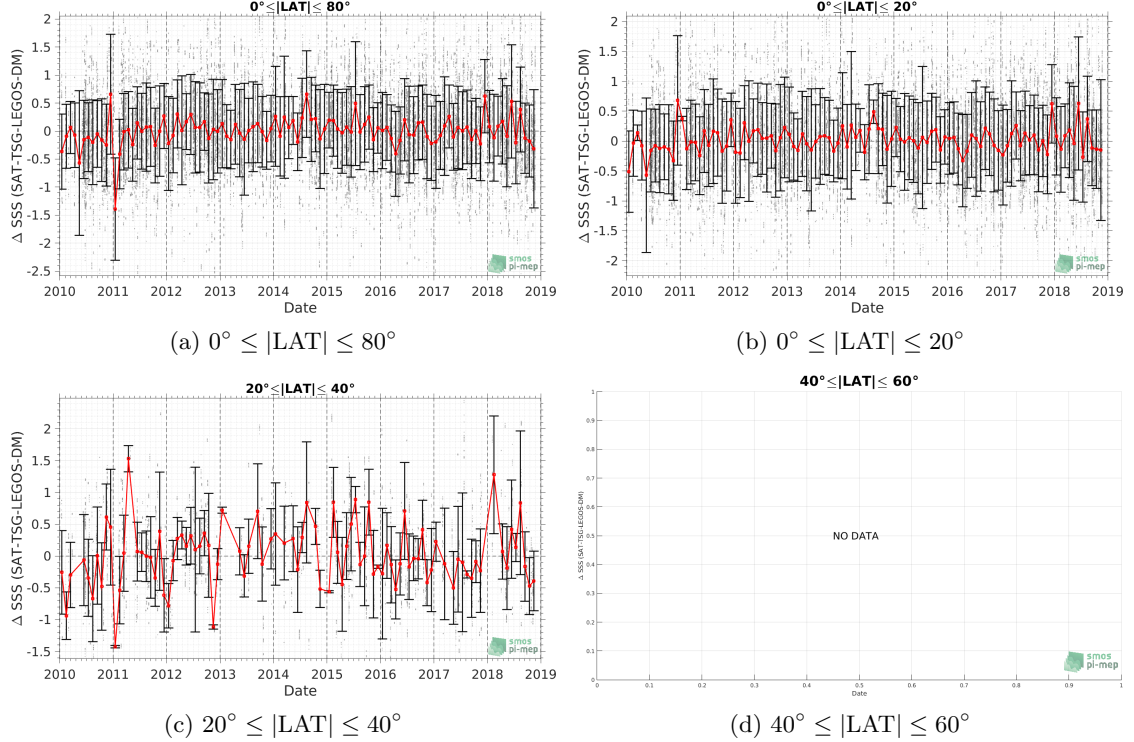 0°≤|LAT|≤ 80°
Δ SSS (SAT-TSG-LEGOS-DM)
2
1.5
1
0.5
0
-0.5
-1
-1.5
-2
-2.5
2010 2011 2012 2013 2014 2015 2016 2017 2018 2019
Date
smos
pi-mep
(a) 0° ≤ |LAT| ≤ 80°
0°≤|LAT|≤ 20°
Δ SSS (SAT-TSG-LEGOS-DM)
2
1.5
1
0.5
0
-0.5
-1
-1.5
-2
2010 2011 2012 2013 2014 2015 2016 2017 2018 2019
Date
smos
pi-mep
(b) 0° ≤ |LAT| ≤ 20°
20°≤|LAT|≤ 40°
Δ SSS (SAT-TSG-LEGOS-DM)
2
1.5
1
0.5
0
-0.5
-1
-1.5
2010 2011 2012 2013 2014 2015 2016 2017 2018 2019
Date
smos
pi-mep
(c) 20° ≤ |LAT| ≤ 40°
40°≤|LAT|≤ 60°
Δ SSS (SAT-TSG-LEGOS-DM)
1
0.9
0.8
0.7
0.6
0.5
0.4
0.3
0.2
0.1
0
NO DATA
0 0.1 0.2 0.3 0.4 0.5 0.6 0.7 0.8 0.9 1
Date
smos
pi-mep
(d) 40° ≤ |LAT| ≤ 60°